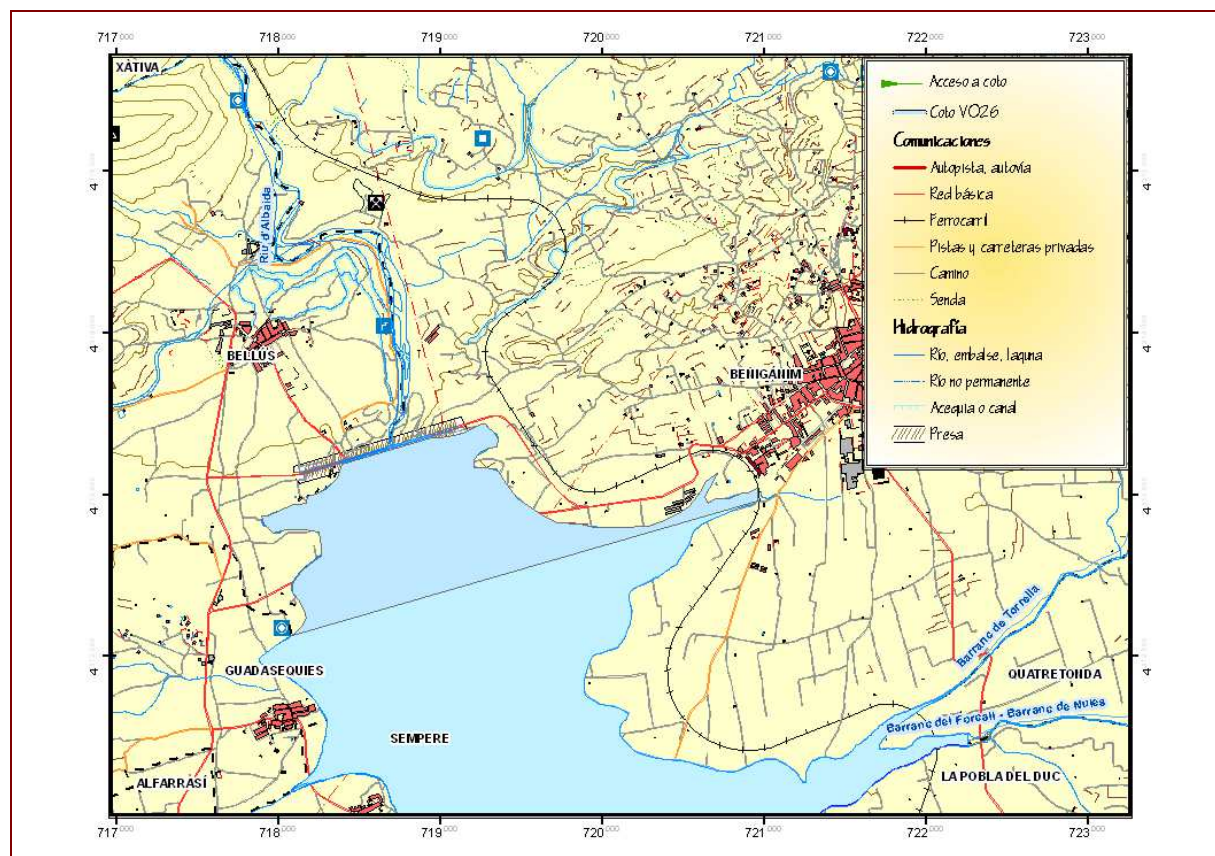 717000 718000 719000 720000 721000 722000 723000
XÀTIVA
Riu d'Albaida
BELLÚS
BENIGÀNIM
GUADASEQUIES
SEMPERE
ALFARRASÍ
Barranc de Torrella
QUATRETONDA
Barranc del Forcall - Barranc de Nules
LA POBLA DEL DUC
Acceso a coto
Coto VO26
Comunicaciones
Autopista, autovía
Red básica
Ferrocarril
Pistas y carreteras privadas
Camino
Senda
Hidrografía
Río, embalse, laguna
Río no permanente
Acequia o canal
Presa
717000 718000 719000 720000 721000 722000 723000